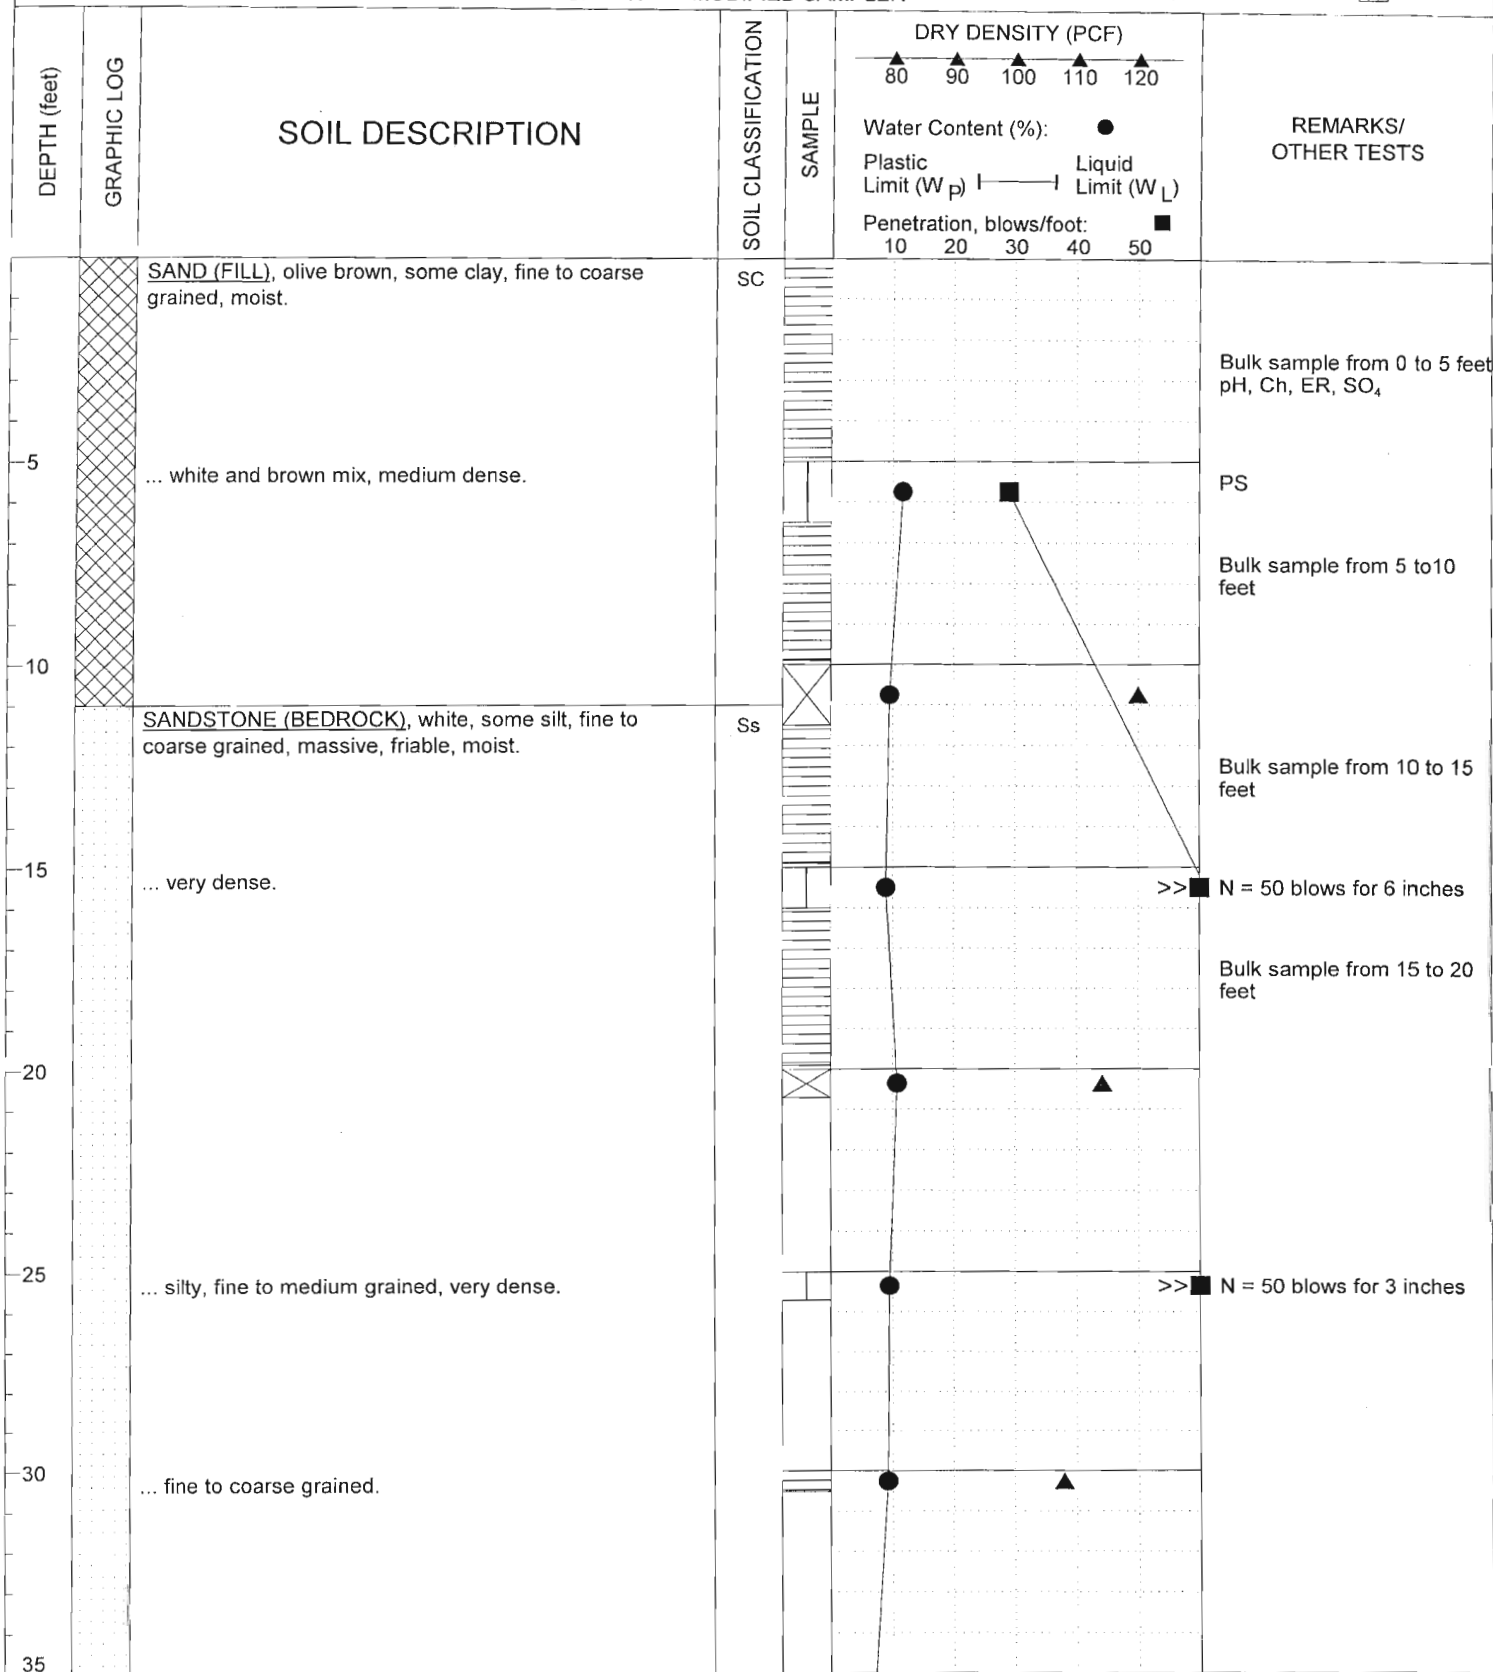 DEPTH (feet)
GRAPHIC LOG
SOIL DESCRIPTION
SOIL CLASSIFICATION
SAMPLE
DRY DENSITY (PCF)
80 90 100 110 120
Water Content (%):
Plastic Limit (W P)
Liquid Limit (W L)
Penetration, blows/foot:
10 20 30 40 50
REMARKS/
OTHER TESTS
SAND (FILL), olive brown, some clay, fine to coarse
grained, moist.
SC
Bulk sample from 0 to 5 feet
pH, Ch, ER, SO₄
5
... white and brown mix, medium dense.
PS
Bulk sample from 5 to10
feet
10
SANDSTONE (BEDROCK), white, some silt, fine to
coarse grained, massive, friable, moist.
Ss
Bulk sample from 10 to 15
feet
15
... very dense.
>>
N = 50 blows for 6 inches
Bulk sample from 15 to 20
feet
20
25
... silty, fine to medium grained, very dense.
>>
N = 50 blows for 3 inches
30
... fine to coarse grained.
35